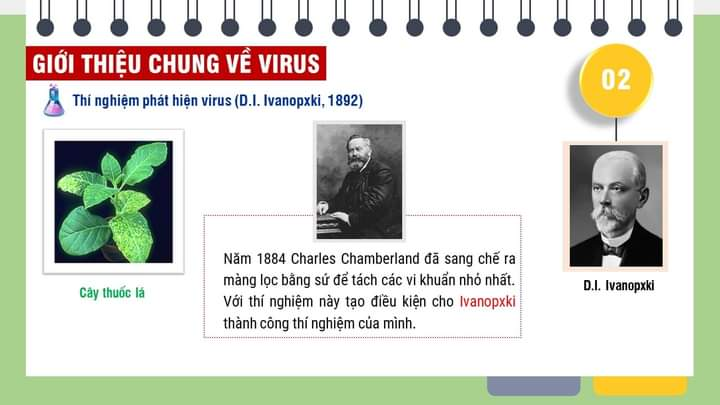 GIỚI THIỆU CHUNG VỀ VIRUS
02
Thí nghiệm phát hiện virus (D.I. Ivanopxki, 1892)
Năm 1884 Charles Chamberland đã sang chế ra
màng lọc bằng sứ để tách các vi khuẩn nhỏ nhất.
Với thí nghiệm này tạo điều kiện cho Ivanopxki
thành công thí nghiệm của mình.
Cây thuốc lá
D.I. Ivanopxki